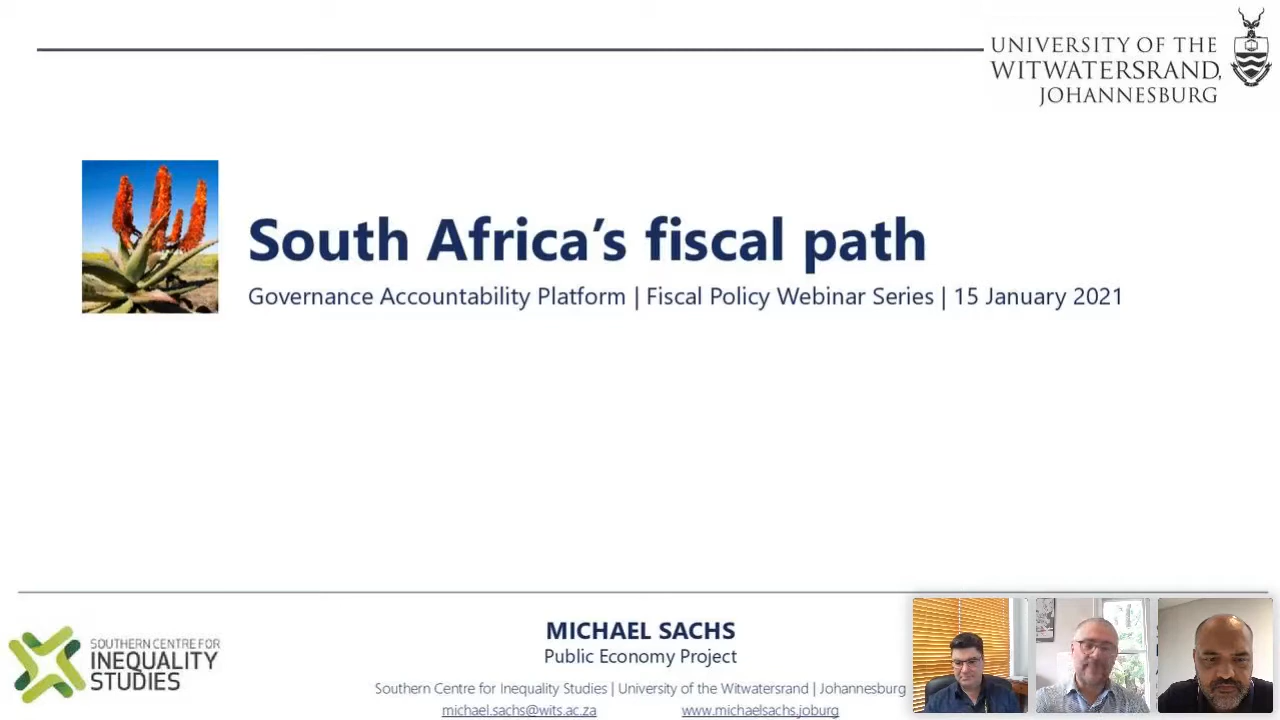 UNIVERSITY OF THE
WITWATERSRAND,
JOHANNESBURG
South Africa’s fiscal path
Governance Accountability Platform | Fiscal Policy Webinar Series | 15 January 2021
SOUTHERN CENTRE FOR
INEQUALITY
STUDIES
MICHAEL SACHS
Public Economy Project
Southern Centre for Inequality Studies | University of the Witwatersrand | Johannesburg
michael.sachs@wits.ac.za www.michaelsachs.joburg